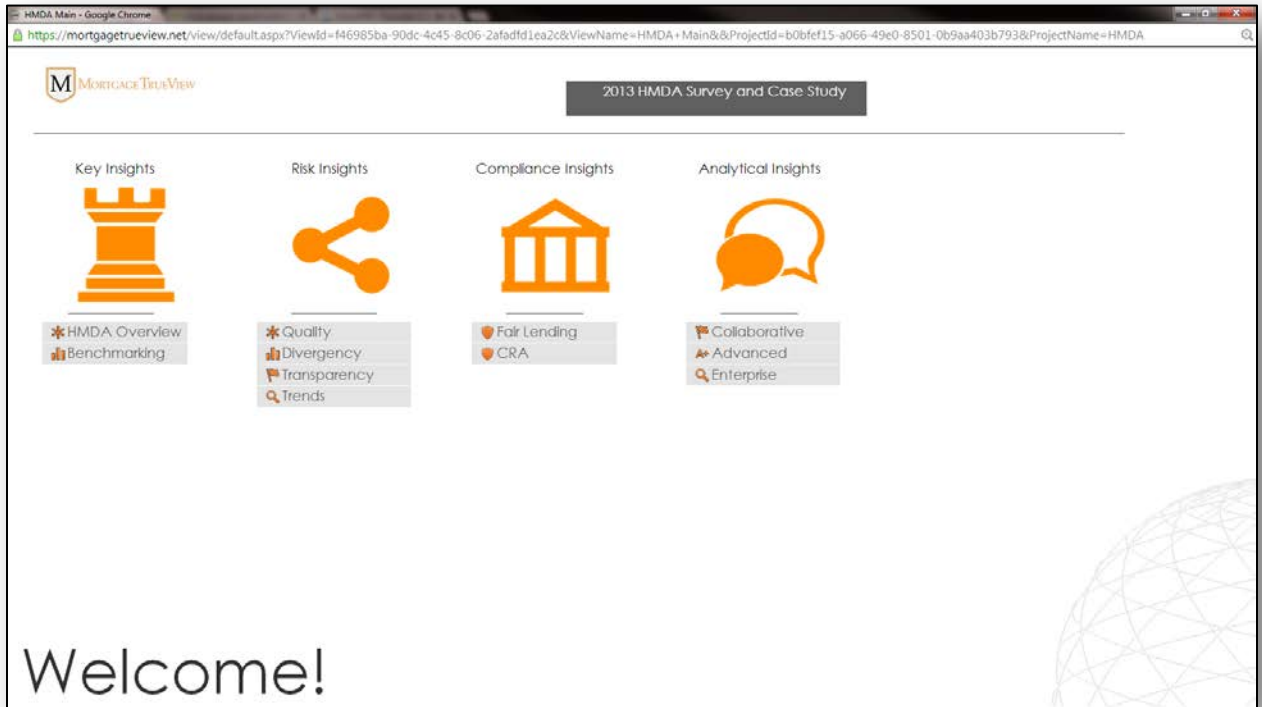 HMDA Main - Google Chrome
https://mortgagetrueview.net/view/default.aspx?ViewId=f46985ba-90dc-4c45-8c06-2afadfd1ea2c&ViewName=HMDA+Main&&ProjectId=b0bfef15-a066-49e0-8501-0b9aa403b793&ProjectName=HMDA
M MORTGAGE TRUEVIEW
2013 HMDA Survey and Case Study
Key Insights
HMDA Overview
Benchmarking
Risk Insights
Quality
Divergency
Transparency
Trends
Compliance Insights
Fair Lending
CRA
Analytical Insights
Collaborative
A+ Advanced
Enterprise
Welcome!